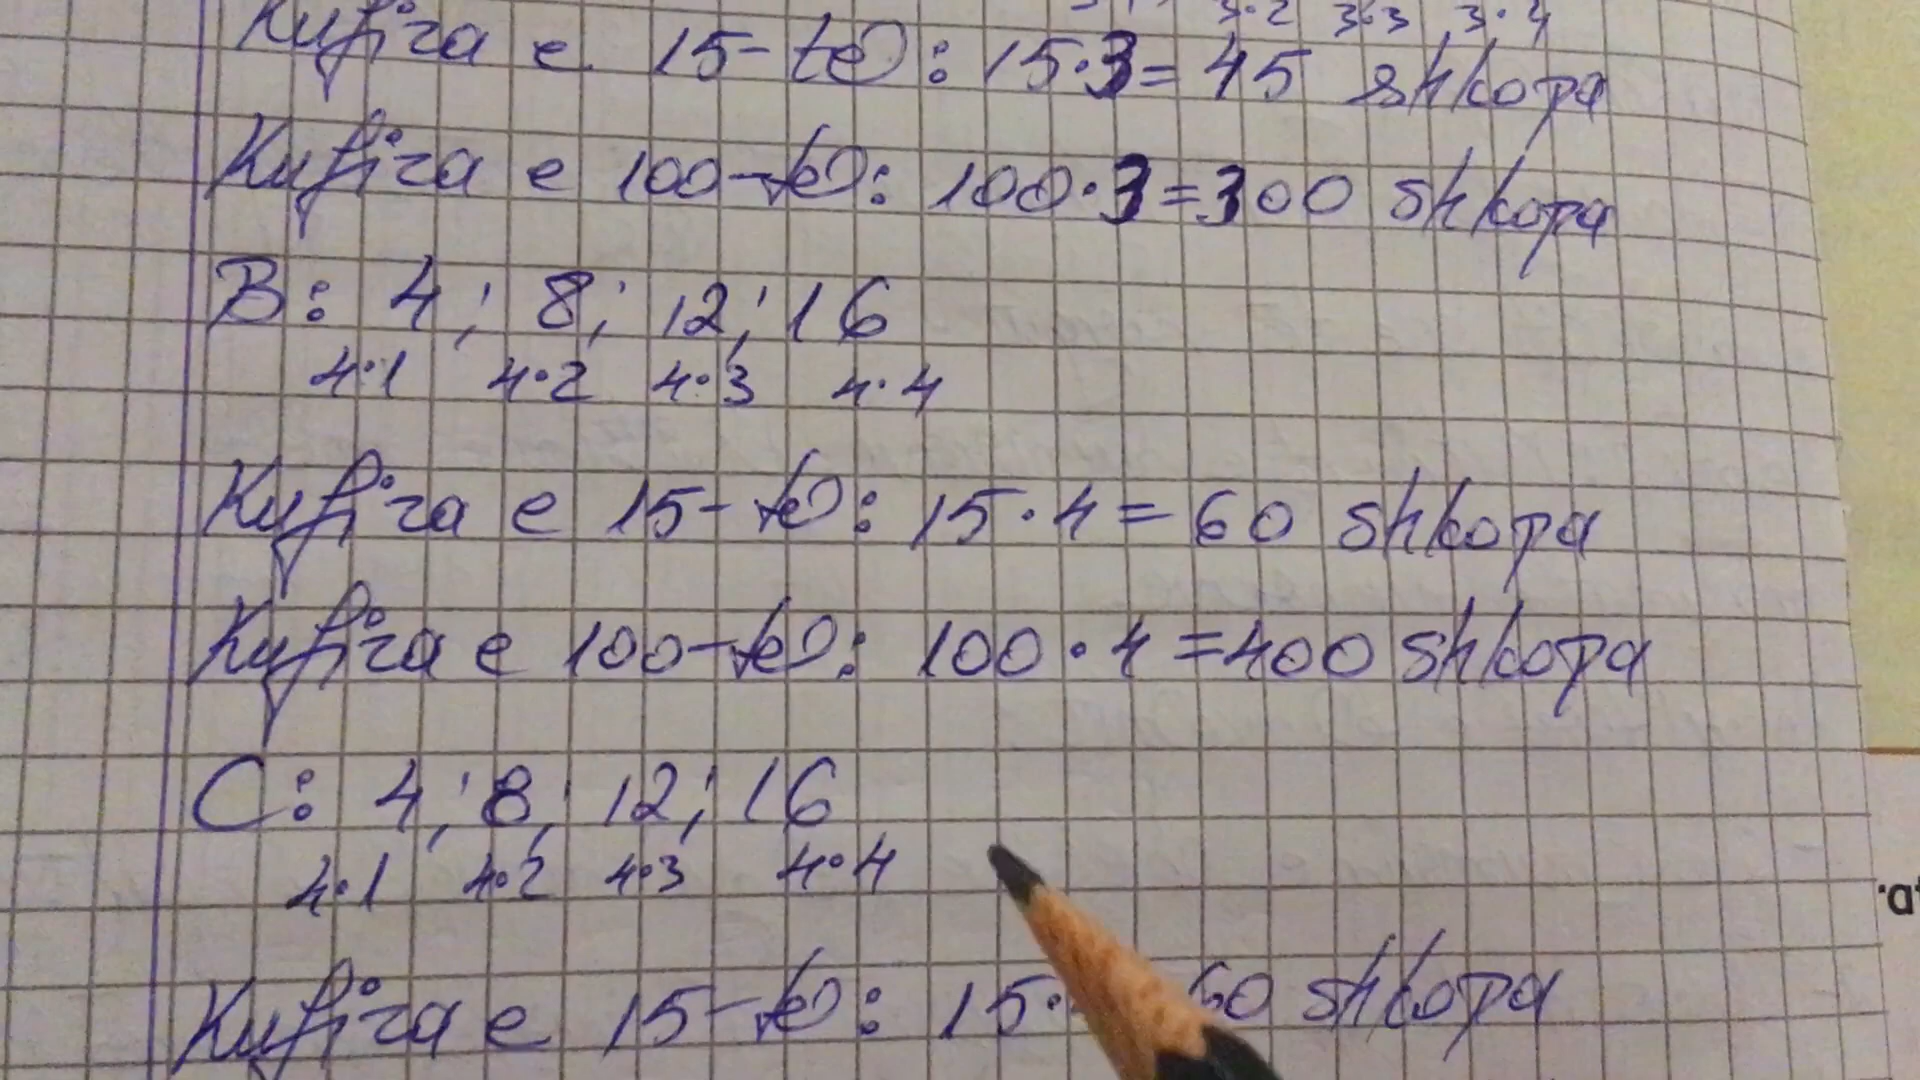 3·2 3·3 3·4
Kufiza e 15-të: 15·3=45 shkopa
Kufiza e 100-të: 100·3=300 shkopa
B: 4; 8; 12; 16
4·1 4·2 4·3 4·4
Kufiza e 15-të: 15·4=60 shkopa
Kufiza e 100-të: 100·4=400 shkopa
C: 4; 8; 12; 16
4·1 4·2 4·3 4·4
Kufiza e 15-të: 15· 60 shkopa